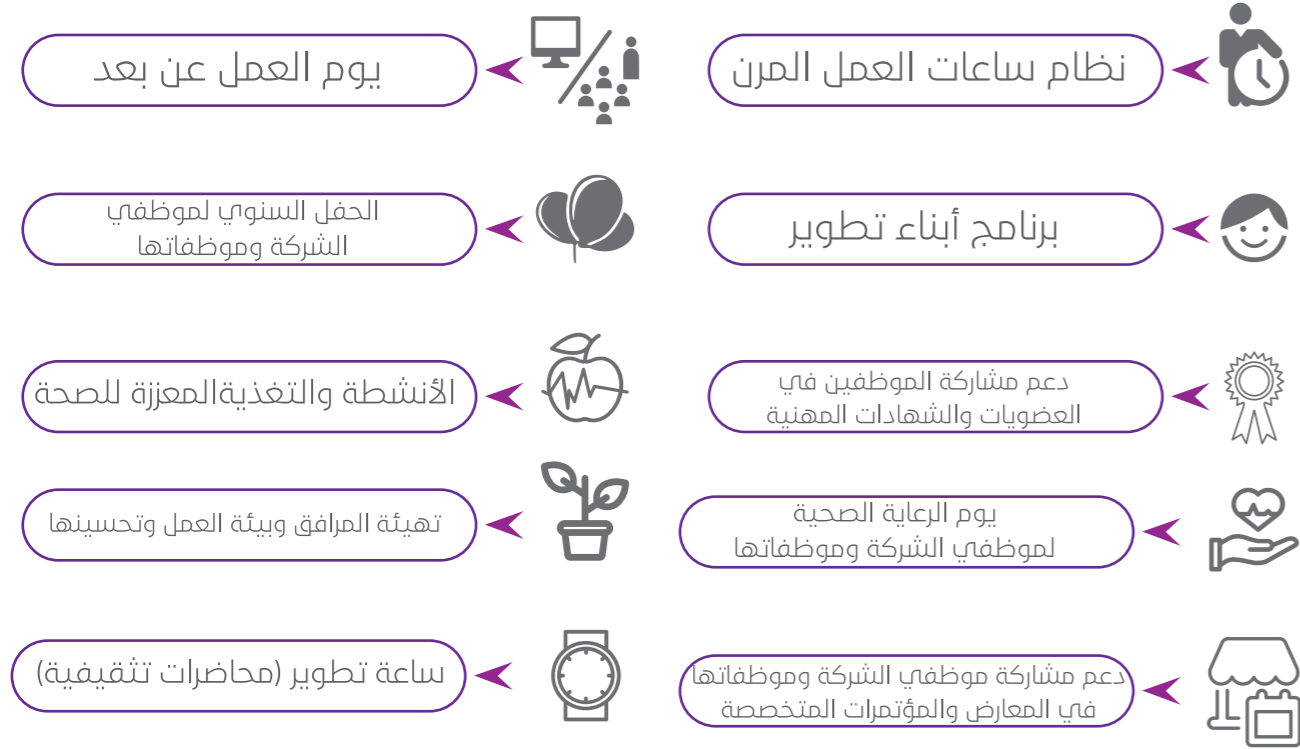 نظام ساعات العمل المرن
يوم العمل عن بعد
برنامج أبناء تطوير
الحفل السنوي لموظفي
الشركة وموظفاتها
دعم مشاركة الموظفين في
العضويات والشهادات المهنية
الأنشطة والتغذيةالمعززة للصحة
يوم الرعاية الصحية
لموظفي الشركة وموظفاتها
تهيئة المرافق وبيئة العمل وتحسينها
دعم مشاركة موظفي الشركة وموظفاتها
في المعارض والمؤتمرات المتخصصة
ساعة تطوير (محاضرات تثقيفية)